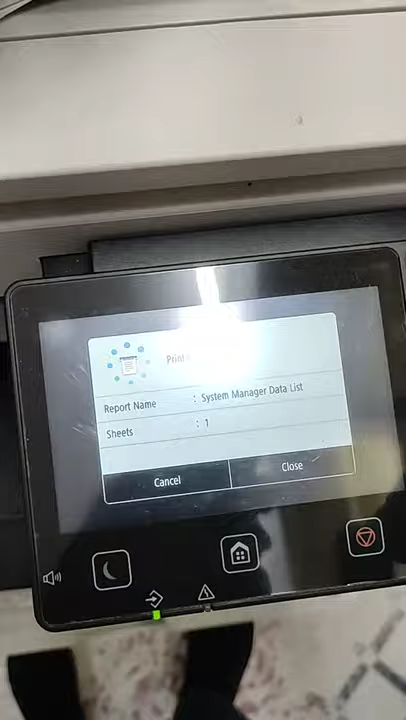 Print
Report Name : System Manager Data List
Sheets : 1
Cancel Close